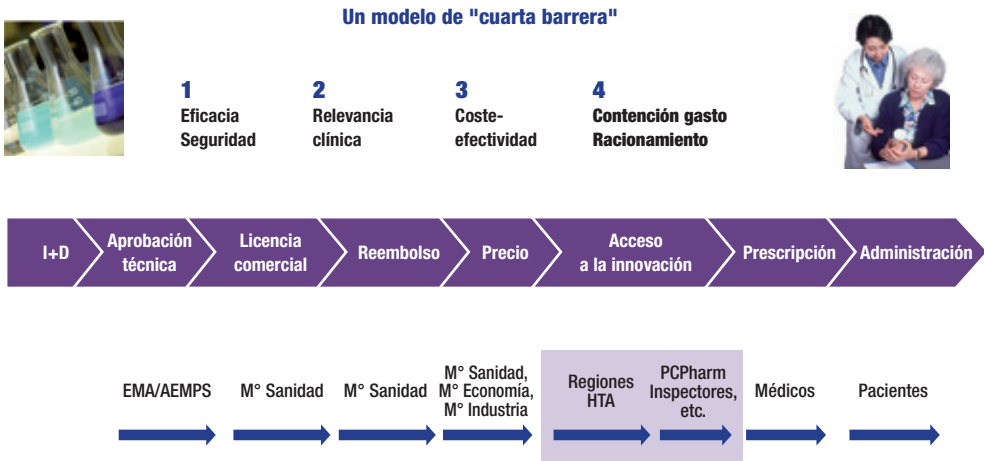 Un modelo de "cuarta barrera"
1
Eficacia
Seguridad
2
Relevancia
clínica
3
Coste-
efectividad
4
Contención gasto
Racionamiento
I+D
Aprobación
técnica
Licencia
comercial
Reembolso
Precio
Acceso
a la innovación
Prescripción
Administración
EMA/AEMPS
M° Sanidad
M° Sanidad
M° Sanidad,
M° Economía,
M° Industria
Regiones
HTA
PCPharm
Inspectores,
etc.
Médicos
Pacientes